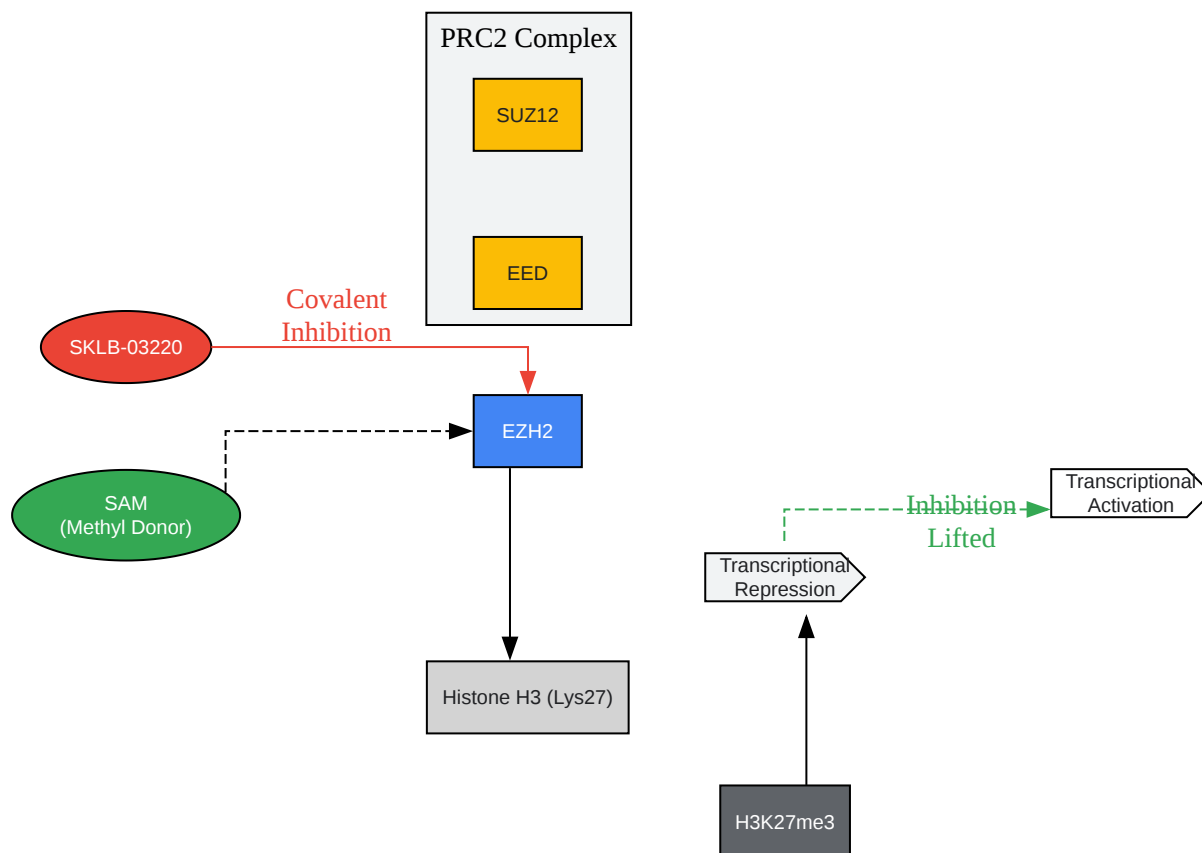 PRC2 Complex
SUZ12
EED
Covalent
Inhibition
SKLB-03220
EZH2
SAM
(Methyl Donor)
Transcriptional
Activation
Inhibition
Lifted
Transcriptional
Repression
Histone H3 (Lys27)
H3K27me3